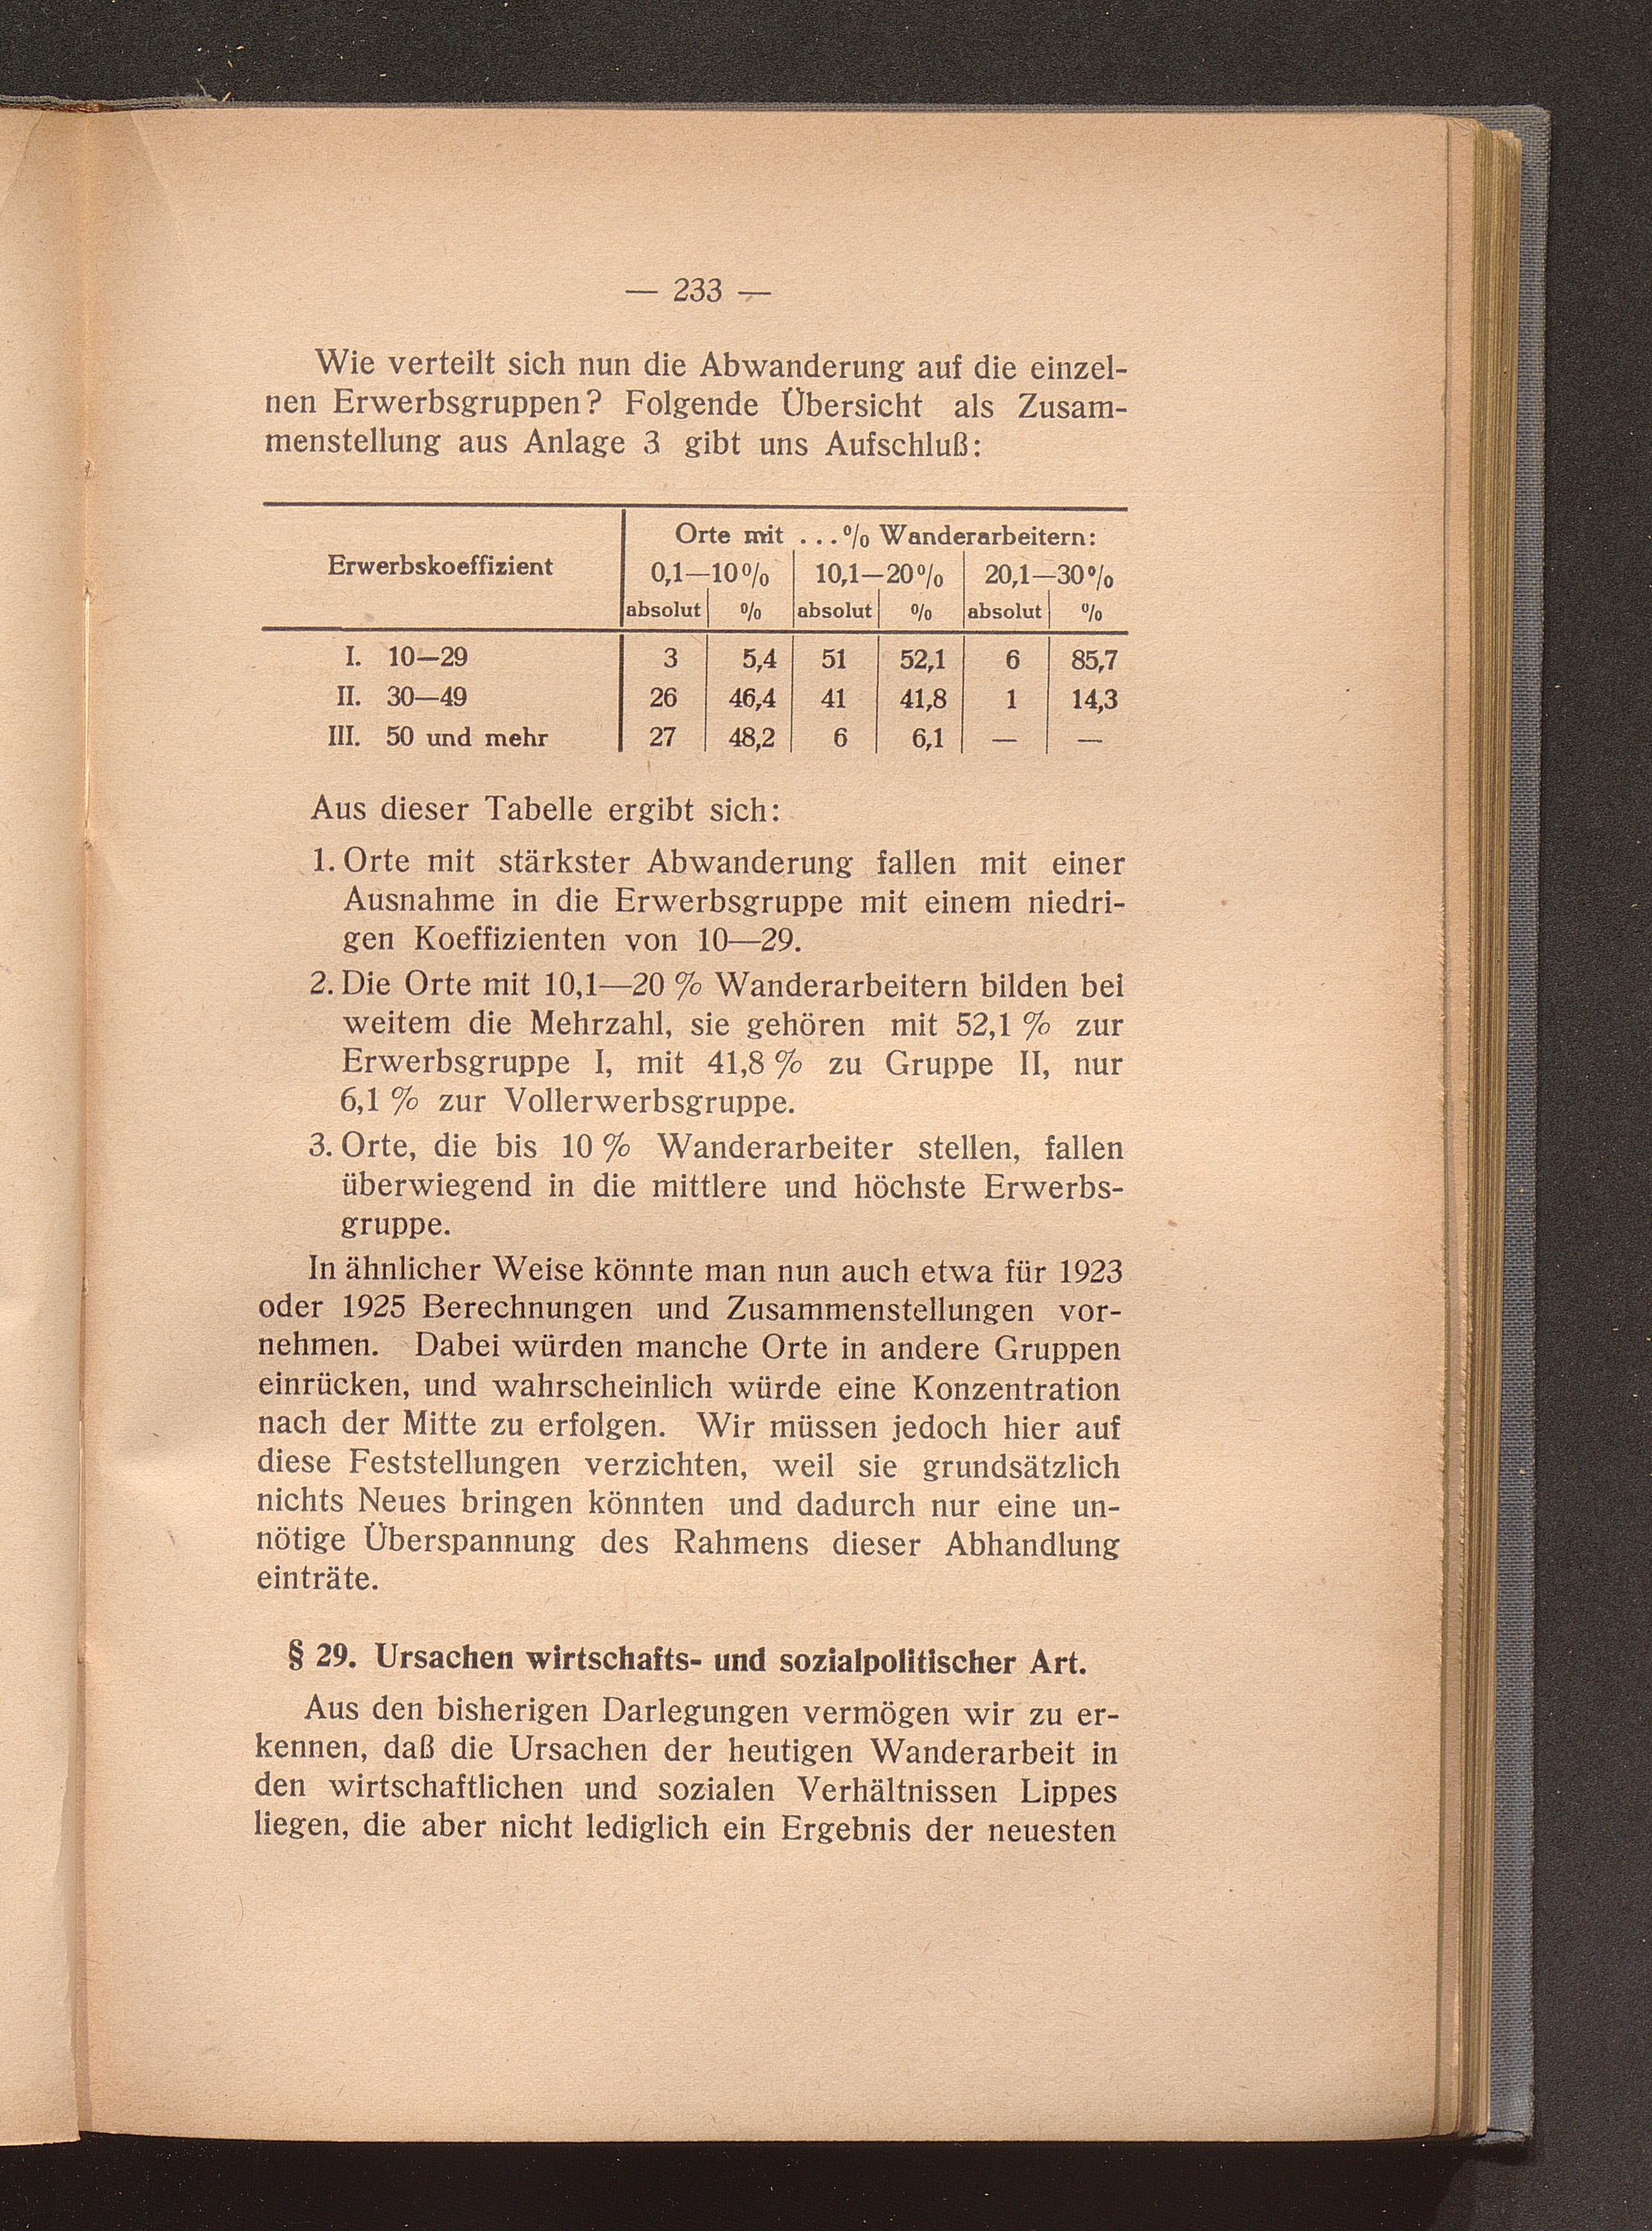 — 233 —
Wie verteilt sich nun die Abwanderung auf die einzel-
nen Erwerbsgruppen? Folgende Übersicht als Zusam-
menstellung aus Anlage 3 gibt uns Aufschluß:
Erwerbskoeffizient
Orte mit ...% Wanderarbeitern:
0,1—10% 10,1—20% 20,1—30%
absolut % absolut % absolut %
I. 10—29 3 5,4 51 52,1 6 85,7
II. 30—49 26 46,4 41 41,8 1 14,3
III. 50 und mehr 27 48,2 6 6,1 — —
Aus dieser Tabelle ergibt sich:
1. Orte mit stärkster Abwanderung fallen mit einer
Ausnahme in die Erwerbsgruppe mit einem niedri-
gen Koeffizienten von 10—29.
2. Die Orte mit 10,1—20 % Wanderarbeitern bilden bei
weitem die Mehrzahl, sie gehören mit 52,1 % zur
Erwerbsgruppe I, mit 41,8 % zu Gruppe II, nur
6,1 % zur Vollerwerbsgruppe.
3. Orte, die bis 10 % Wanderarbeiter stellen, fallen
überwiegend in die mittlere und höchste Erwerbs-
gruppe.
In ähnlicher Weise könnte man nun auch etwa für 1923
oder 1925 Berechnungen und Zusammenstellungen vor-
nehmen. Dabei würden manche Orte in andere Gruppen
einrücken, und wahrscheinlich würde eine Konzentration
nach der Mitte zu erfolgen. Wir müssen jedoch hier auf
diese Feststellungen verzichten, weil sie grundsätzlich
nichts Neues bringen könnten und dadurch nur eine un-
nötige Überspannung des Rahmens dieser Abhandlung
einträte.
§ 29. Ursachen wirtschafts- und sozialpolitischer Art.
Aus den bisherigen Darlegungen vermögen wir zu er-
kennen, daß die Ursachen der heutigen Wanderarbeit in
den wirtschaftlichen und sozialen Verhältnissen Lippes
liegen, die aber nicht lediglich ein Ergebnis der neuesten